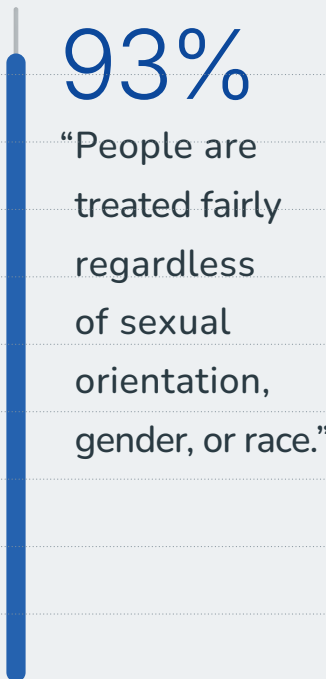 93%
“People are
treated fairly
regardless
of sexual
orientation,
gender, or race.”